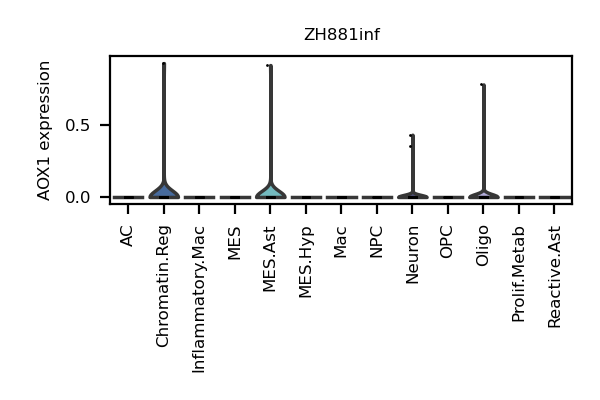 ZH881inf
AOX1 expression
0.5
0.0
AC
Chromatin.Reg
Inflammatory.Mac
MES
MES.Ast
MES.Hyp
Mac
NPC
Neuron
OPC
Oligo
Prolif.Metab
Reactive.Ast